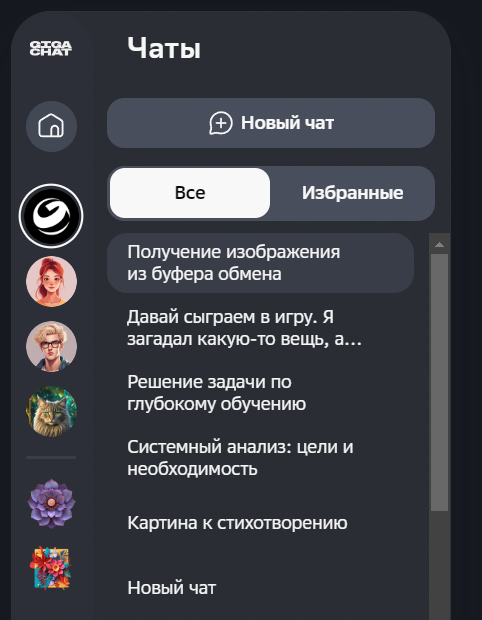 GIGA
CHAT
Чаты
Новый чат
Все
Избранные
Получение изображения
из буфера обмена
Давай сыграем в игру. Я
загадал какую-то вещь, а...
Решение задачи по
глубокому обучению
Системный анализ: цели и
необходимость
Картина к стихотворению
Новый чат